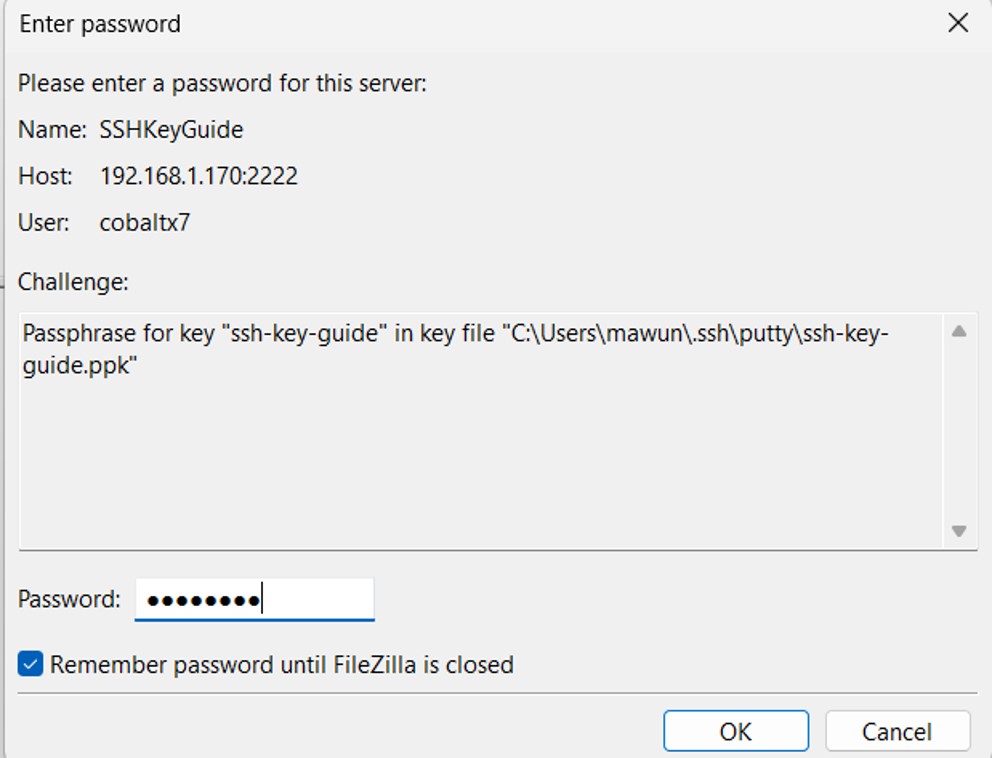 Enter password
Please enter a password for this server:
Name: SSHKeyGuide
Host: 192.168.1.170:2222
User: cobaltx7
Challenge:
Passphrase for key "ssh-key-guide" in key file "C:\Users\mawun\.ssh\putty\ssh-key-
guide.ppk"
Password: ••••••••
Remember password until FileZilla is closed
OK Cancel